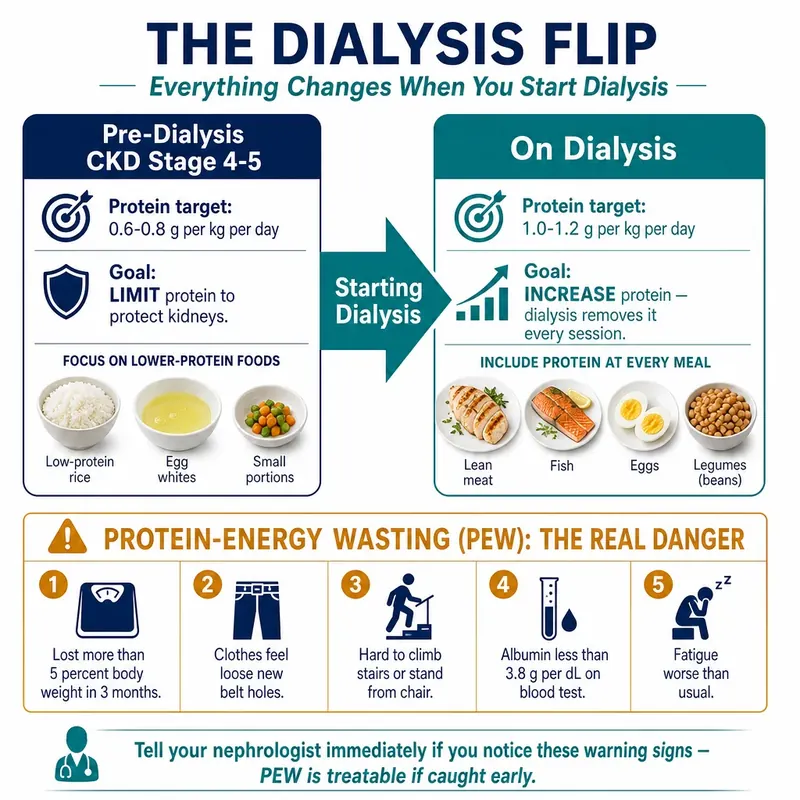 THE DIALYSIS FLIP
Everything Changes When You Start Dialysis
Pre-Dialysis
CKD Stage 4-5
Protein target:
0.6-0.8 g per kg per day
Goal:
LIMIT protein to
protect kidneys.
FOCUS ON LOWER-PROTEIN FOODS
Low-protein
rice
Egg
whites
Small
portions
Starting
Dialysis
On Dialysis
Protein target:
1.0-1.2 g per kg per day
Goal:
INCREASE protein —
dialysis removes it
every session.
INCLUDE PROTEIN AT EVERY MEAL
Lean
meat
Fish
Eggs
Legumes
(beans)
PROTEIN-ENERGY WASTING (PEW): THE REAL DANGER
1
Lost more than
5 percent body
weight in 3 months.
2
Clothes feel
loose new
belt holes.
3
Hard to climb
stairs or stand
from chair.
4
Albumin less than
3.8 g per dL on
blood test.
5
zz
Fatigue
worse than
usual.
Tell your nephrologist immediately if you notice these warning signs —
PEW is treatable if caught early.